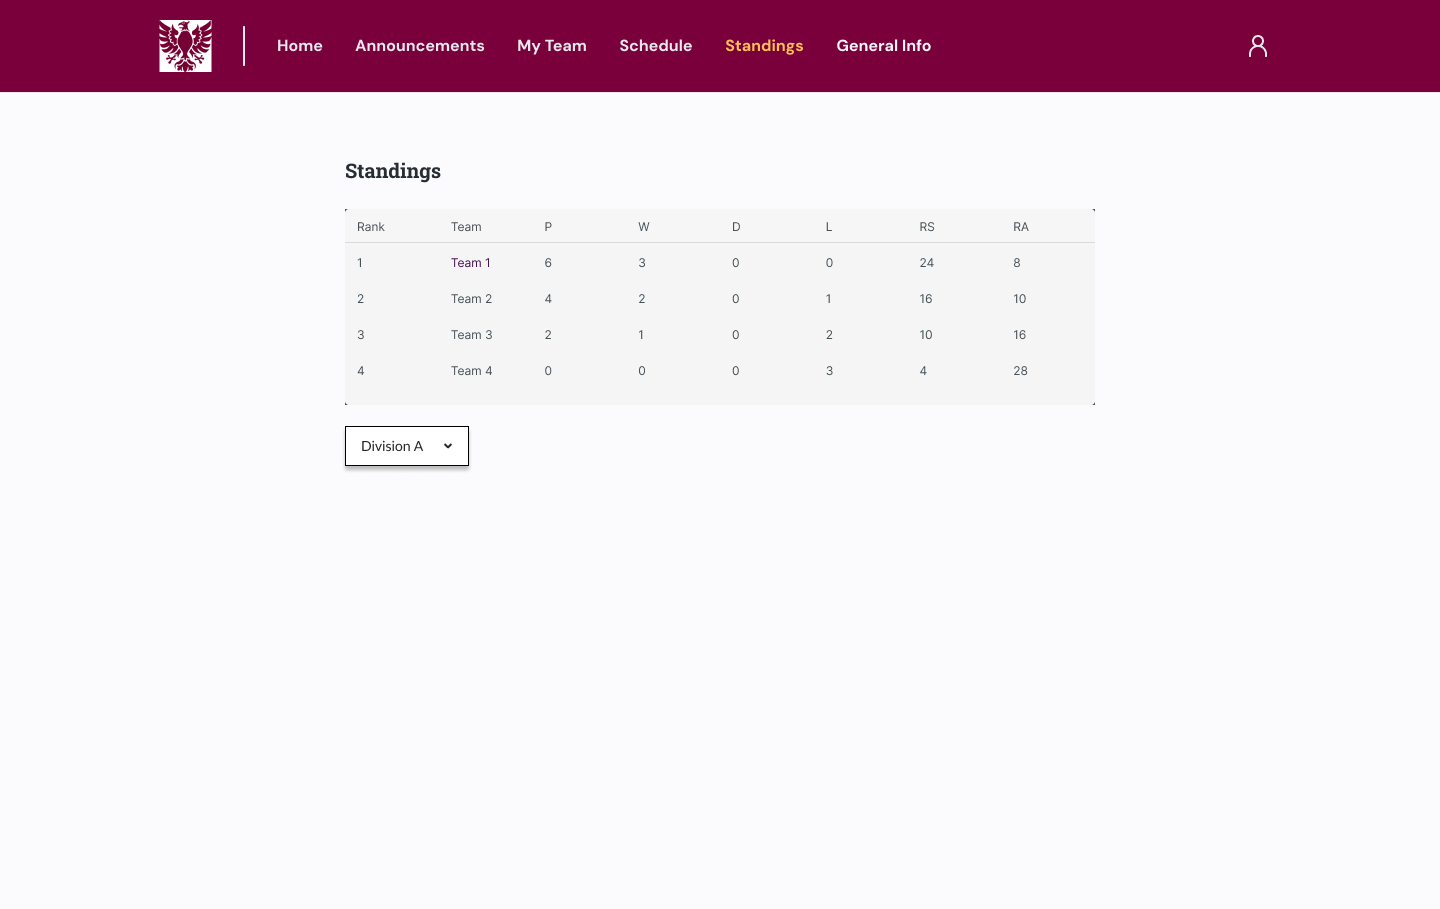 Home Announcements My Team Schedule Standings General Info
Standings
Rank Team P W D L RS RA
1 Team 1 6 3 0 0 24 8
2 Team 2 4 2 0 1 16 10
3 Team 3 2 1 0 2 10 16
4 Team 4 0 0 0 3 4 28
Division A